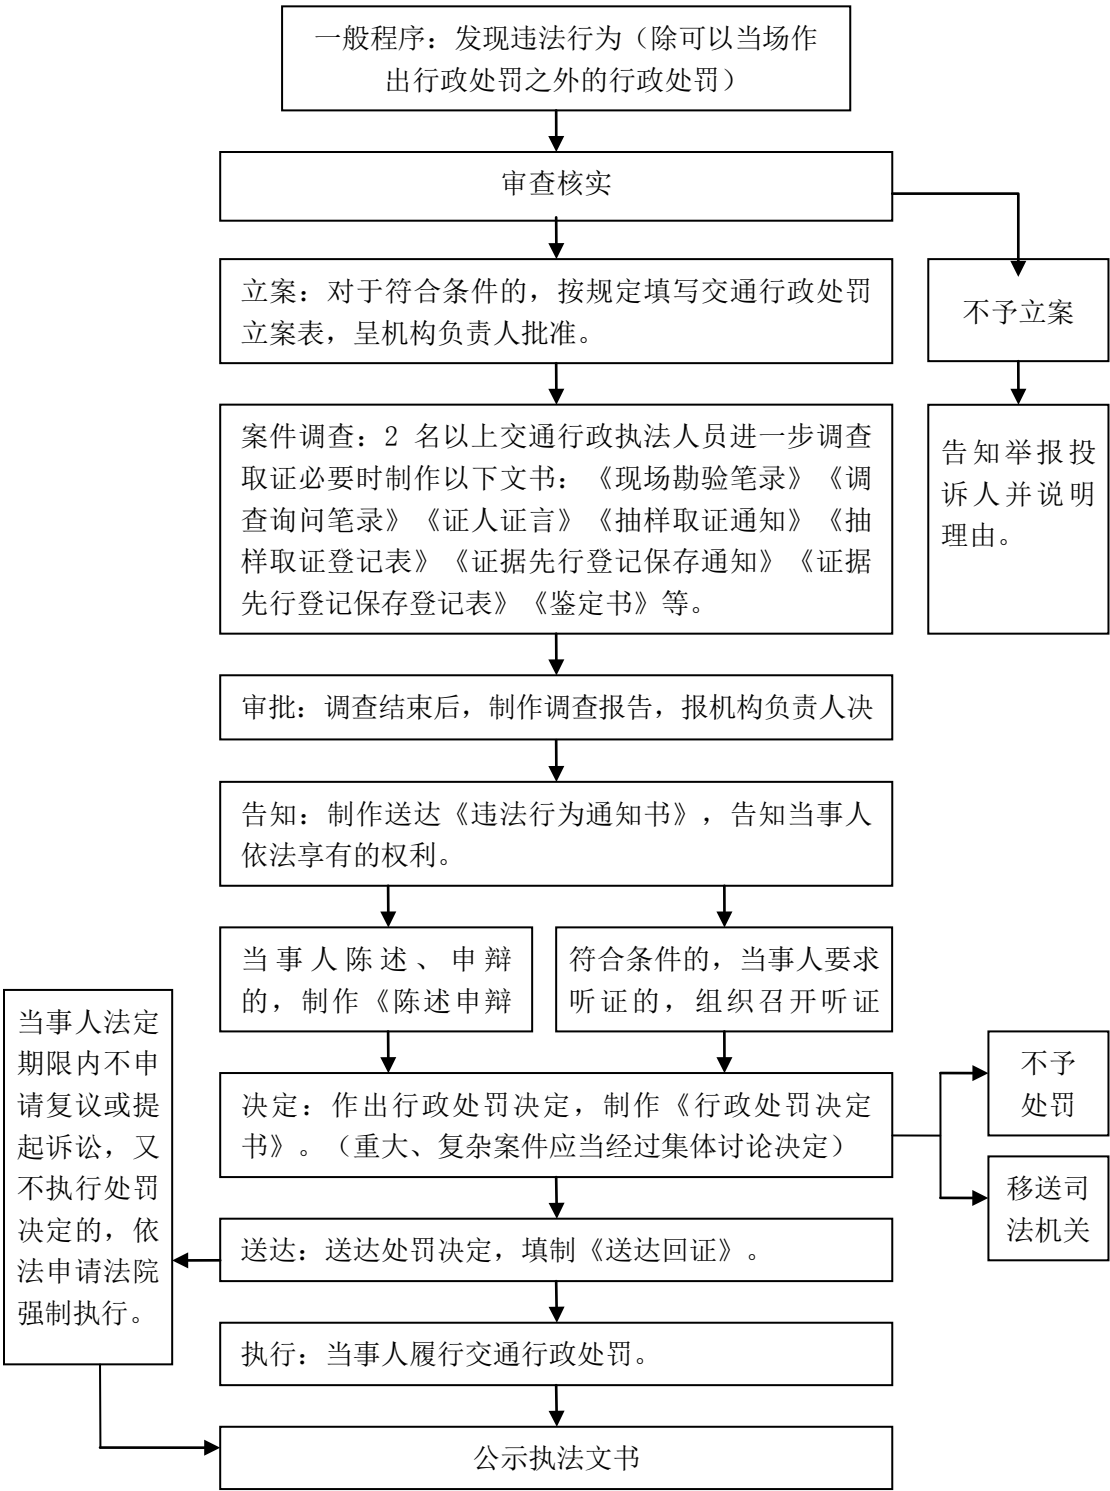 一般程序：发现违法行为（除可以当场作
出行政处罚之外的行政处罚）
审查核实
立案：对于符合条件的，按规定填写交通行政处罚
立案表，呈机构负责人批准。
不予立案
案件调查：2 名以上交通行政执法人员进一步调查
取证必要时制作以下文书：《现场勘验笔录》《调
查询问笔录》《证人证言》《抽样取证通知》《抽
样取证登记表》《证据先行登记保存通知》《证据
先行登记保存登记表》《鉴定书》等。
告知举报投
诉人并说明
理由。
审批：调查结束后，制作调查报告，报机构负责人决
告知：制作送达《违法行为通知书》，告知当事人
依法享有的权利。
当事人陈述、申辩
的，制作《陈述申辩
符合条件的，当事人要求
听证的，组织召开听证
当事人法定
期限内不申
请复议或提
起诉讼，又
不执行处罚
决定的，依
法申请法院
强制执行。
决定：作出行政处罚决定，制作《行政处罚决定
书》。（重大、复杂案件应当经过集体讨论决定）
不予
处罚
移送司
法机关
送达：送达处罚决定，填制《送达回证》。
执行：当事人履行交通行政处罚。
公示执法文书